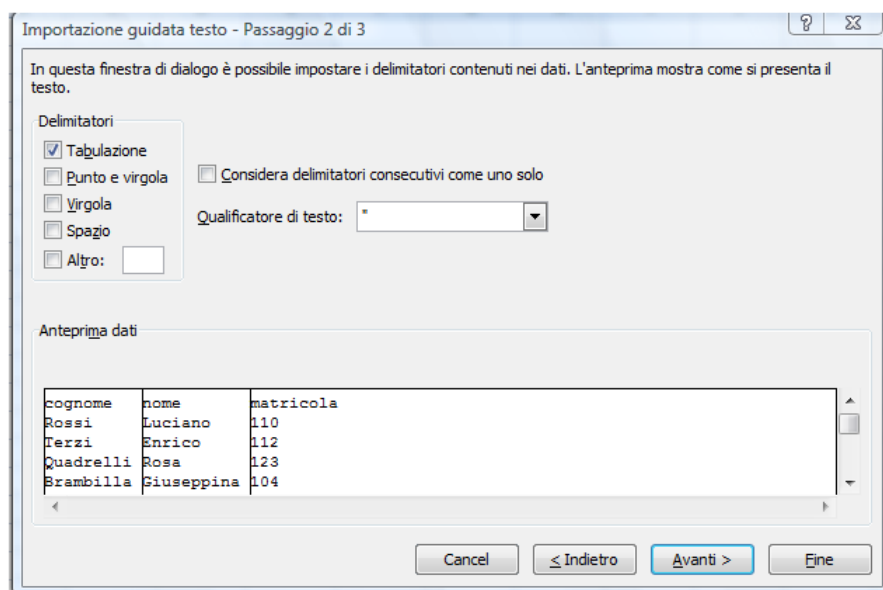 Importazione guidata testo - Passaggio 2 di 3
In questa finestra di dialogo è possibile impostare i delimitatori contenuti nei dati. L'anteprima mostra come si presenta il
testo.
Delimitatori
Tabulazione
Punto e virgola
Virgola
Spazio
Altro:
Considera delimitatori consecutivi come uno solo
Qualificatore di testo: "
Anteprima dati
cognome nome matricola
Rossi Luciano 110
Terzi Enrico 112
Quadrelli Rosa 123
Brambilla Giuseppina 104
Cancel < Indietro Avanti > Fine